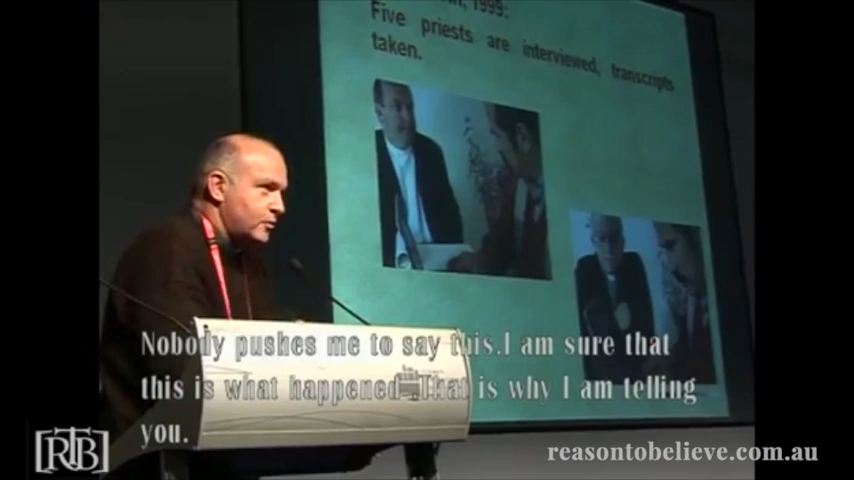 1999:
Five priests are interviewed, transcripts
taken.
Nobody pushes me to say this.I am sure that
this is what happened .That is why I am telling
you.
[RTB]
reasontobelieve.com.au